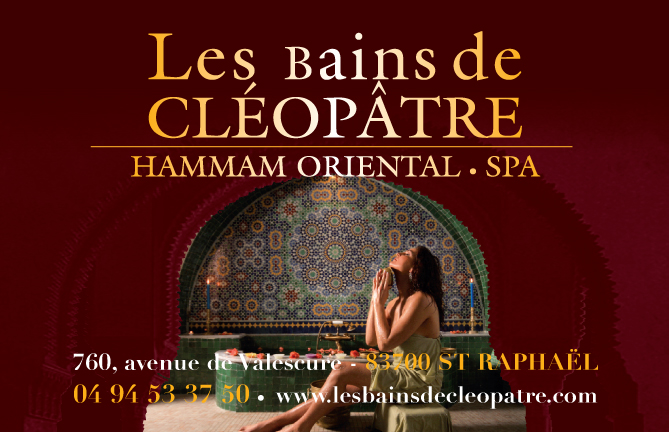 Les Bains de
CLÉOPÂTRE
HAMMAM ORIENTAL • SPA
760, avenue de Valescure - 83700 ST RAPHAËL
04 94 53 37 50 • www.lesbainsdecleopatre.com